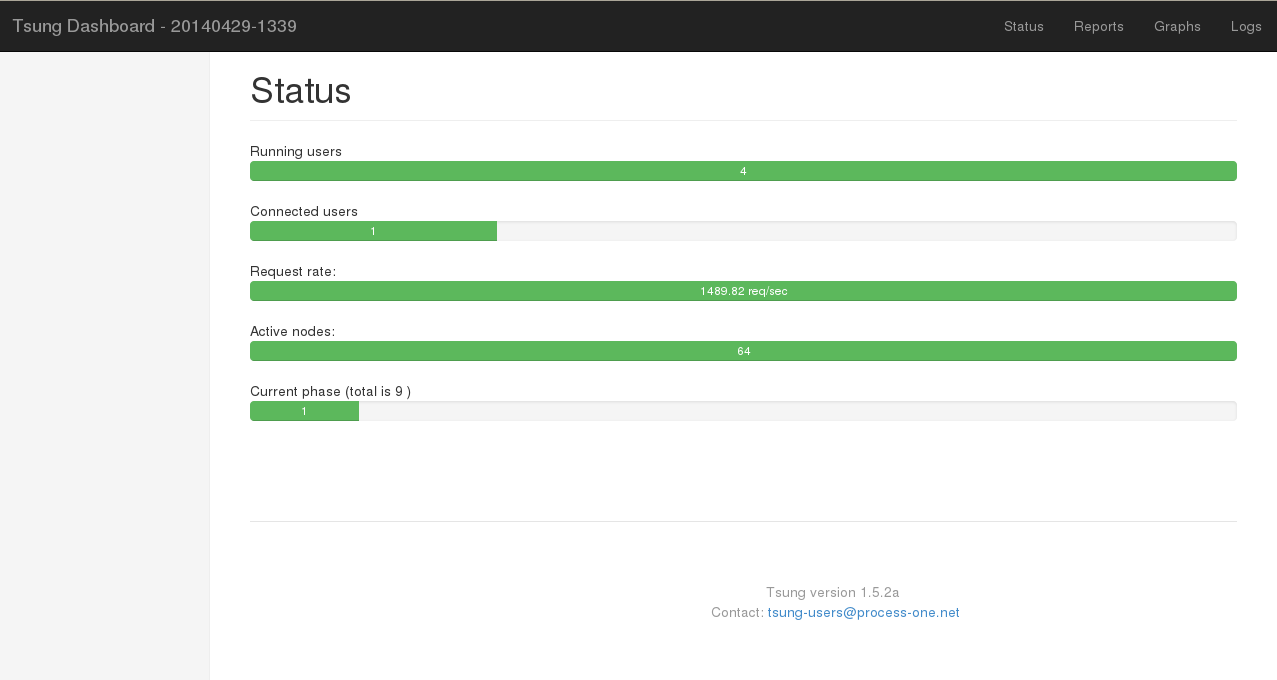 Tsung Dashboard - 20140429-1339 Status Reports Graphs Logs
Status
Running users
4
Connected users
1
Request rate:
1489.82 req/sec
Active nodes:
64
Current phase (total is 9 )
1
Tsung version 1.5.2a
Contact: tsung-users@process-one.net